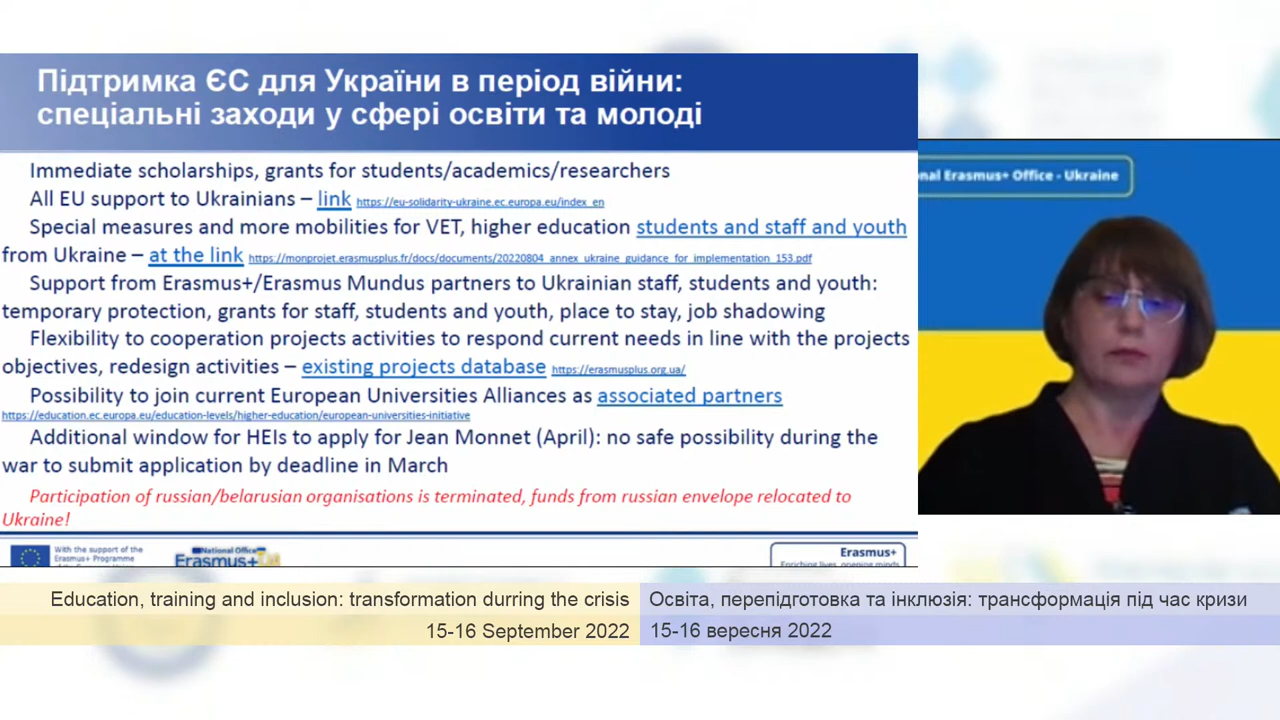 Підтримка ЄС для України в період війни:
спеціальні заходи у сфері освіти та молоді
Immediate scholarships, grants for students/academics/researchers
All EU support to Ukrainians – link https://eu-solidarity-ukraine.ec.europa.eu/index_en
Special measures and more mobilities for VET, higher education students and staff and youth
from Ukraine – at the link https://monprojet.erasmusplus.fr/docs/documents/20220804_annex_ukraine_guidance_for_implementation_153.pdf
Support from Erasmus+/Erasmus Mundus partners to Ukrainian staff, students and youth:
temporary protection, grants for staff, students and youth, place to stay, job shadowing
Flexibility to cooperation projects activities to respond current needs in line with the projects
objectives, redesign activities – existing projects database https://erasmusplus.org.ua/
Possibility to join current European Universities Alliances as associated partners
https://education.ec.europa.eu/education-levels/higher-education/european-universities-initiative
Additional window for HEIs to apply for Jean Monnet (April): no safe possibility during the
war to submit application by deadline in March
Participation of russian/belarusian organisations is terminated, funds from russian envelope relocated to
Ukraine!
With the support of the
Erasmus+ Programme
National Office
Erasmus+
Erasmus+
Enriching lives, opening minds
nal Erasmus+ Office - Ukraine
Education, training and inclusion: transformation durring the crisis
15-16 September 2022
Освіта, перепідготовка та інклюзія: трансформація під час кризи
15-16 вересня 2022